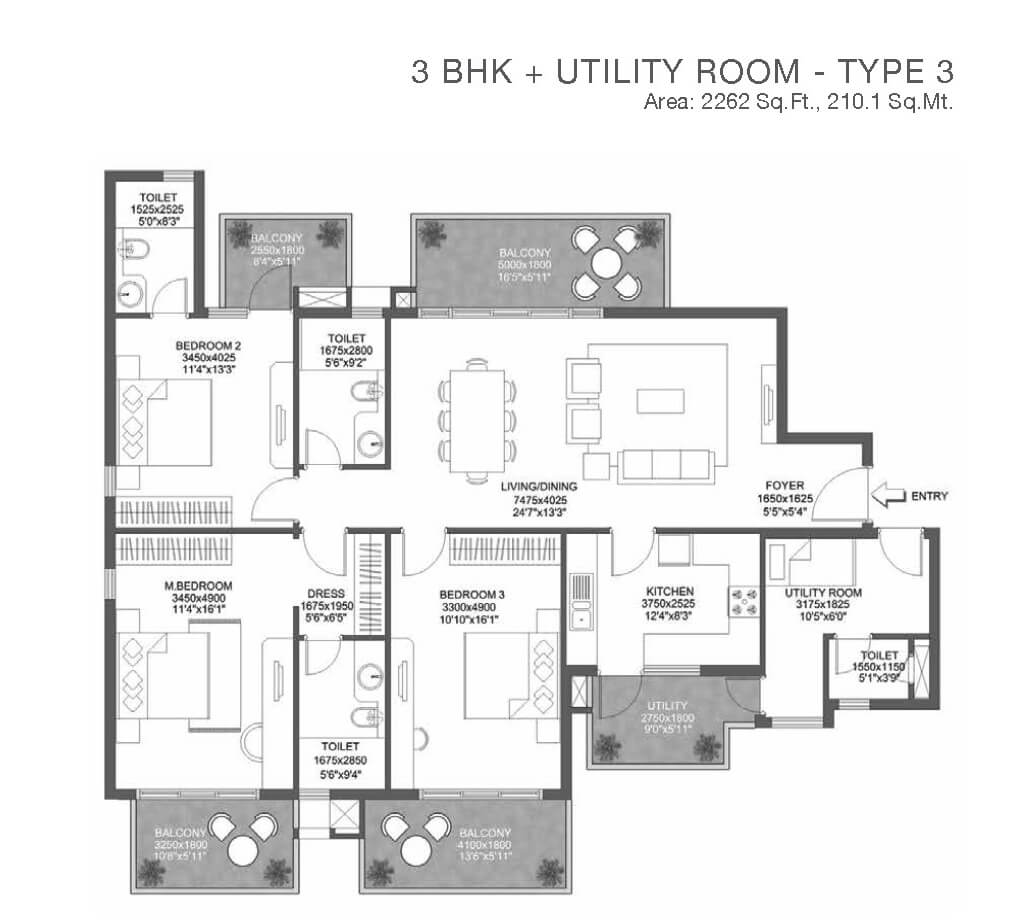 3 BHK + UTILITY ROOM - TYPE 3
Area: 2262 Sq.Ft., 210.1 Sq.Mt.
TOILET
1525x2525
5'0"x8'3"
BALCONY
2550x1800
8'4"x5'11"
BALCONY
5000x1800
16'5"x5'11"
BEDROOM 2
3450x4025
11'4"x13'3"
TOILET
1675x2800
5'6"x9'2"
LIVING/DINING
7475x4025
24'7"x13'3"
FOYER
1650x1625
5'5"x5'4"
ENTRY
M.BEDROOM
3450x4900
11'4"x16'1"
DRESS
1675x1950
5'6"x6'5"
BEDROOM 3
3300x4900
10'10"x16'1"
KITCHEN
3750x2525
12'4"x8'3"
UTILITY ROOM
3175x1825
10'5"x6'0"
TOILET
1550x1150
5'1"x3'9"
UTILITY
2750x1800
9'0"x5'11"
TOILET
1675x2850
5'6"x9'4"
BALCONY
3250x1800
10'8"x5'11"
BALCONY
4100x1800
13'6"x5'11"